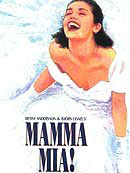 BENNY ANDERSSON & BJÖRN ULVAEUS'
MAMMA
MIA!